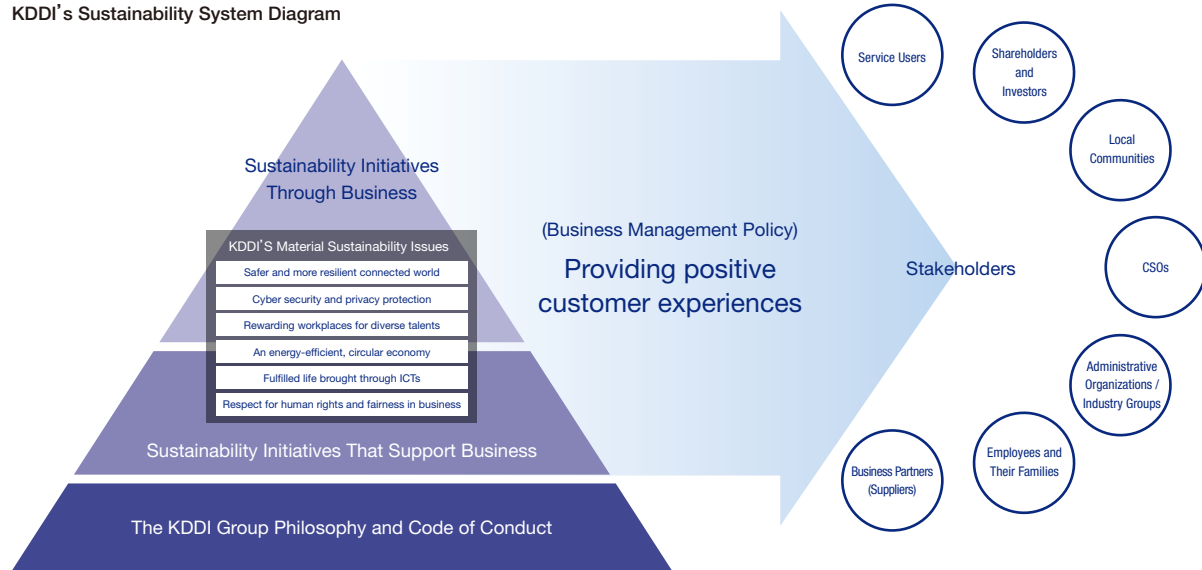 KDDI's Sustainability System Diagram
Sustainability Initiatives
Through Business
KDDI'S Material Sustainability Issues
Safer and more resilient connected world
Cyber security and privacy protection
Rewarding workplaces for diverse talents
An energy-efficient, circular economy
Fulfilled life brought through ICTs
Respect for human rights and fairness in business
Sustainability Initiatives That Support Business
The KDDI Group Philosophy and Code of Conduct
(Business Management Policy)
Providing positive
customer experiences
Stakeholders
Service Users
Shareholders
and
Investors
Local
Communities
CSOs
Administrative
Organizations /
Industry Groups
Employees and
Their Families
Business Partners
(Suppliers)